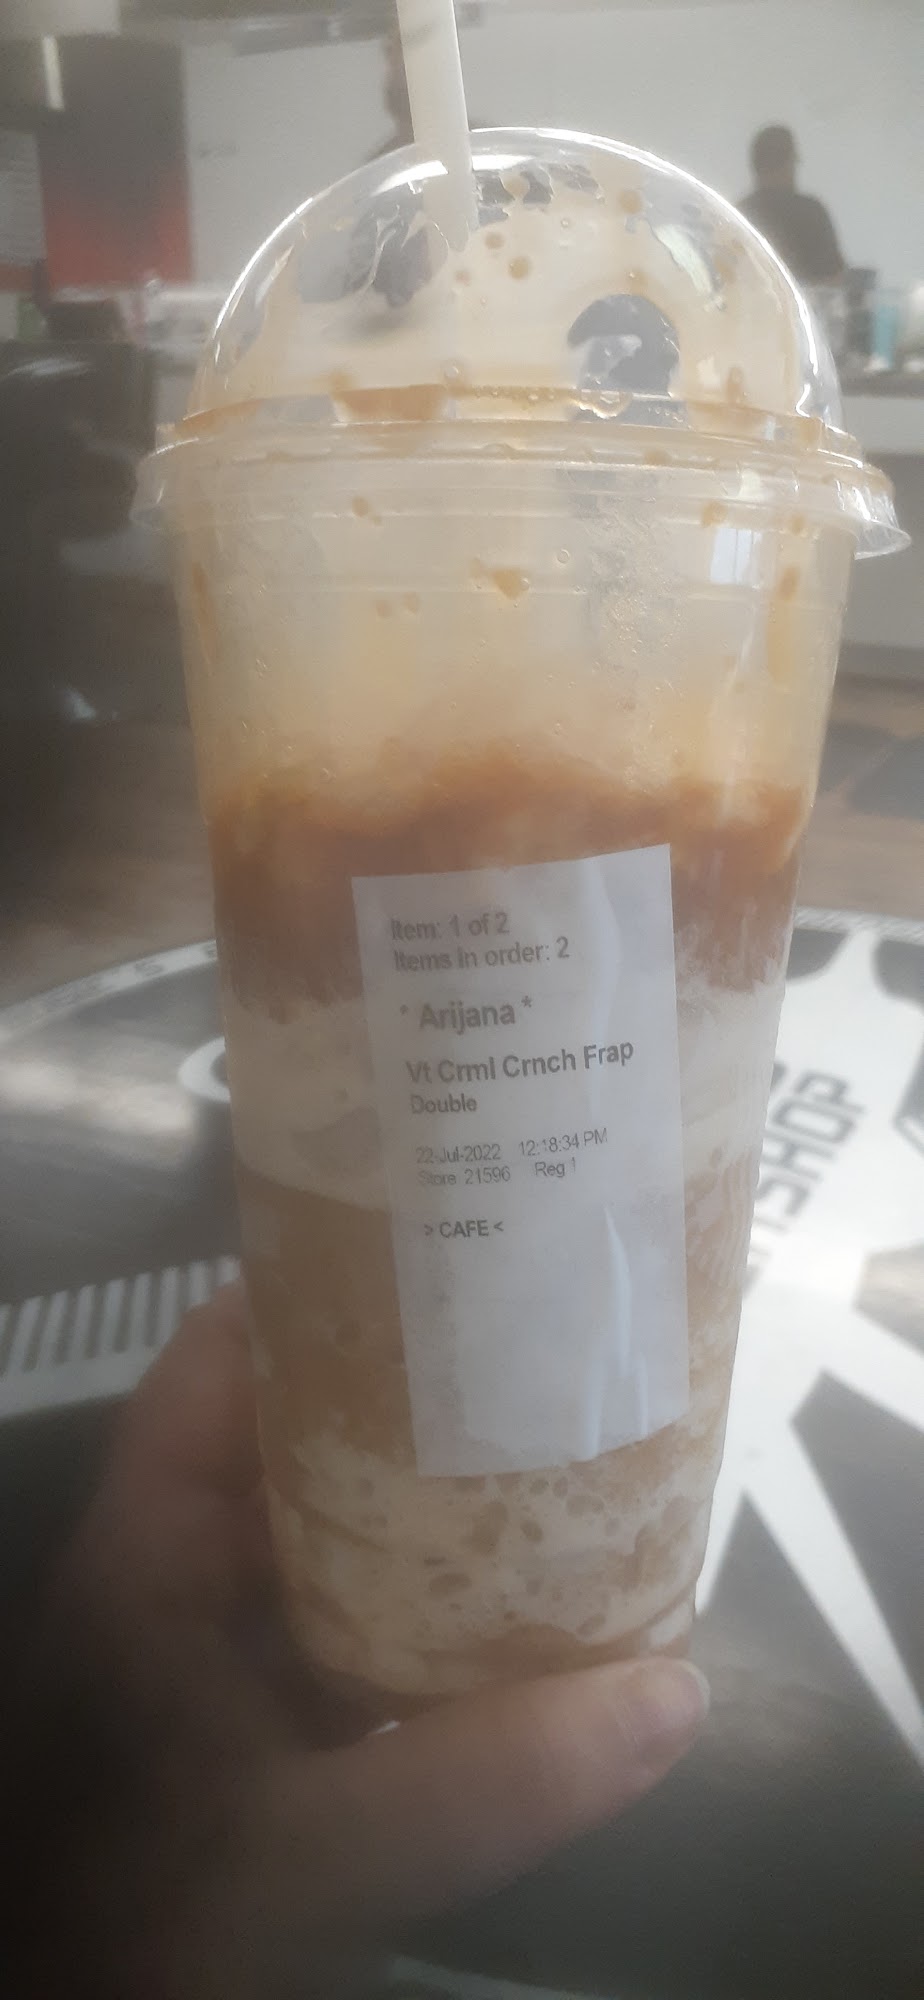 Item: 1 of 2
Items in order: 2
* Arijana *
Vt Crml Crnch Frap
Double
22-Jul-2022 12:18:34 PM
Store 21596 Reg 1
> CAFE <
SHOP